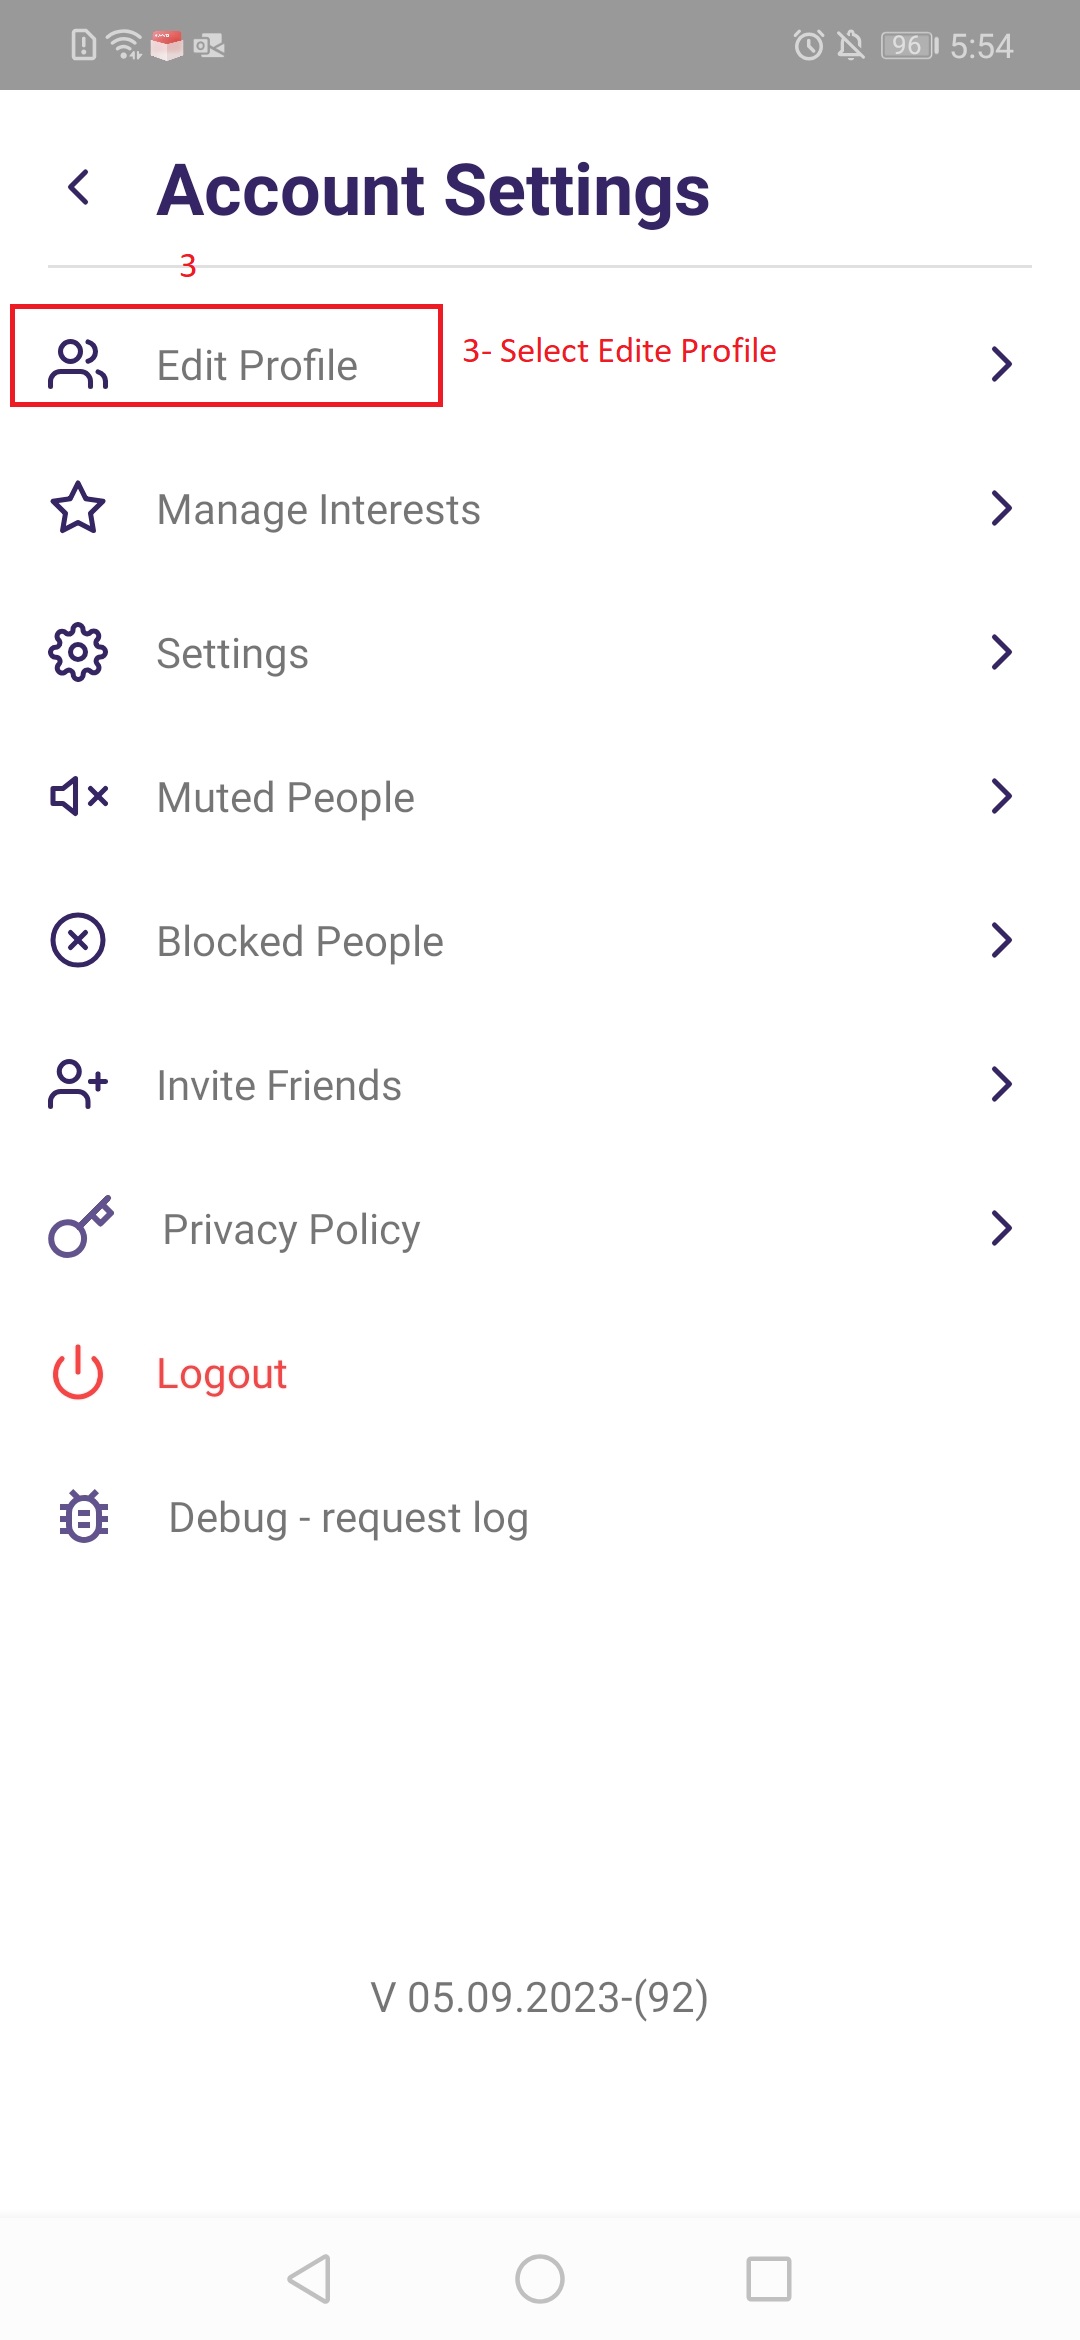 96 5:54
Account Settings
3
Edit Profile
3- Select Edite Profile
Manage Interests
Settings
Muted People
Blocked People
Invite Friends
Privacy Policy
Logout
Debug - request log
V 05.09.2023-(92)